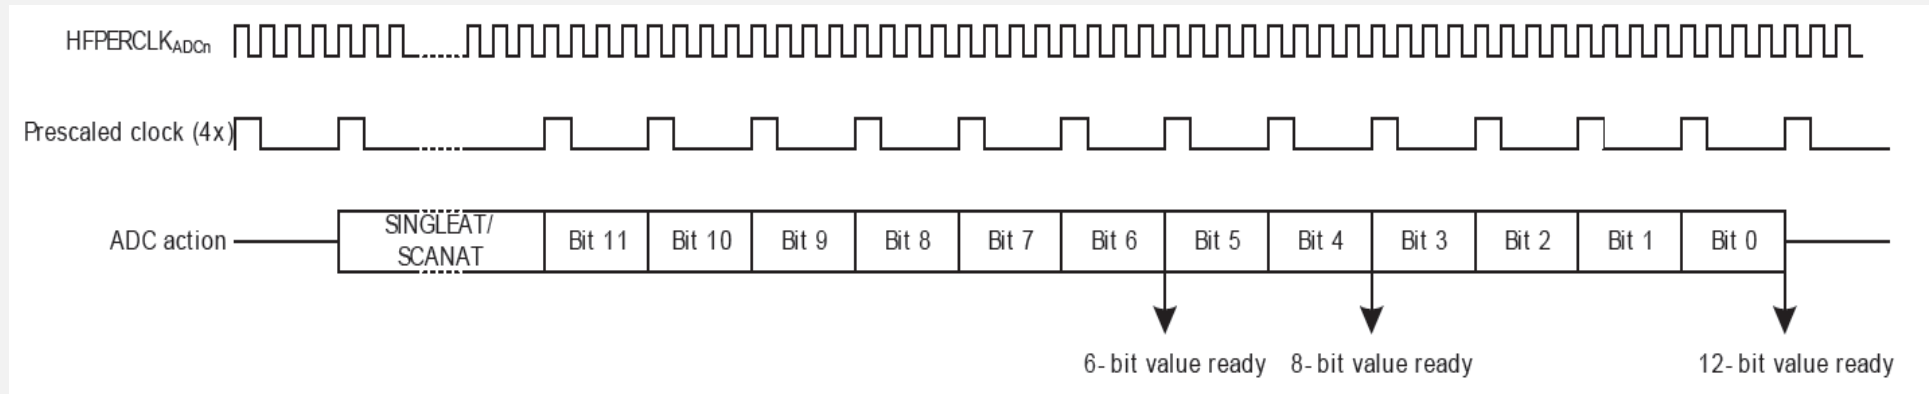 HFPERCLKADCn
Prescaled clock (4x)
ADC action
SINGLEAT/
SCANAT
Bit 11
Bit 10
Bit 9
Bit 8
Bit 7
Bit 6
Bit 5
Bit 4
Bit 3
Bit 2
Bit 1
Bit 0
6-bit value ready
8-bit value ready
12-bit value ready